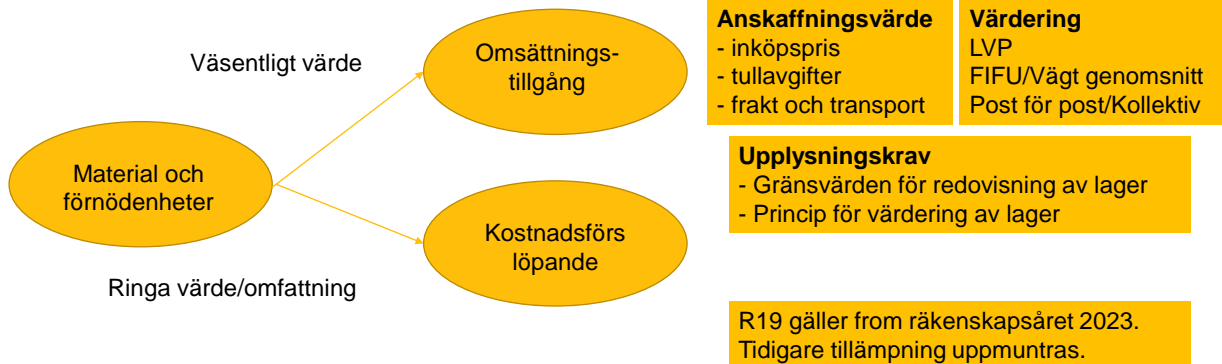 Väsentligt värde
Omsättnings-
tillgång
Material och
förnödenheter
Kostnadsförs
löpande
Ringa värde/omfattning
Anskaffningsvärde
- inköpspris
- tullavgifter
- frakt och transport
Värdering
LVP
FIFU/Vägt genomsnitt
Post för post/Kollektiv
Upplysningskrav
- Gränsvärden för redovisning av lager
- Princip för värdering av lager
R19 gäller from räkenskapsåret 2023.
Tidigare tillämpning uppmuntras.